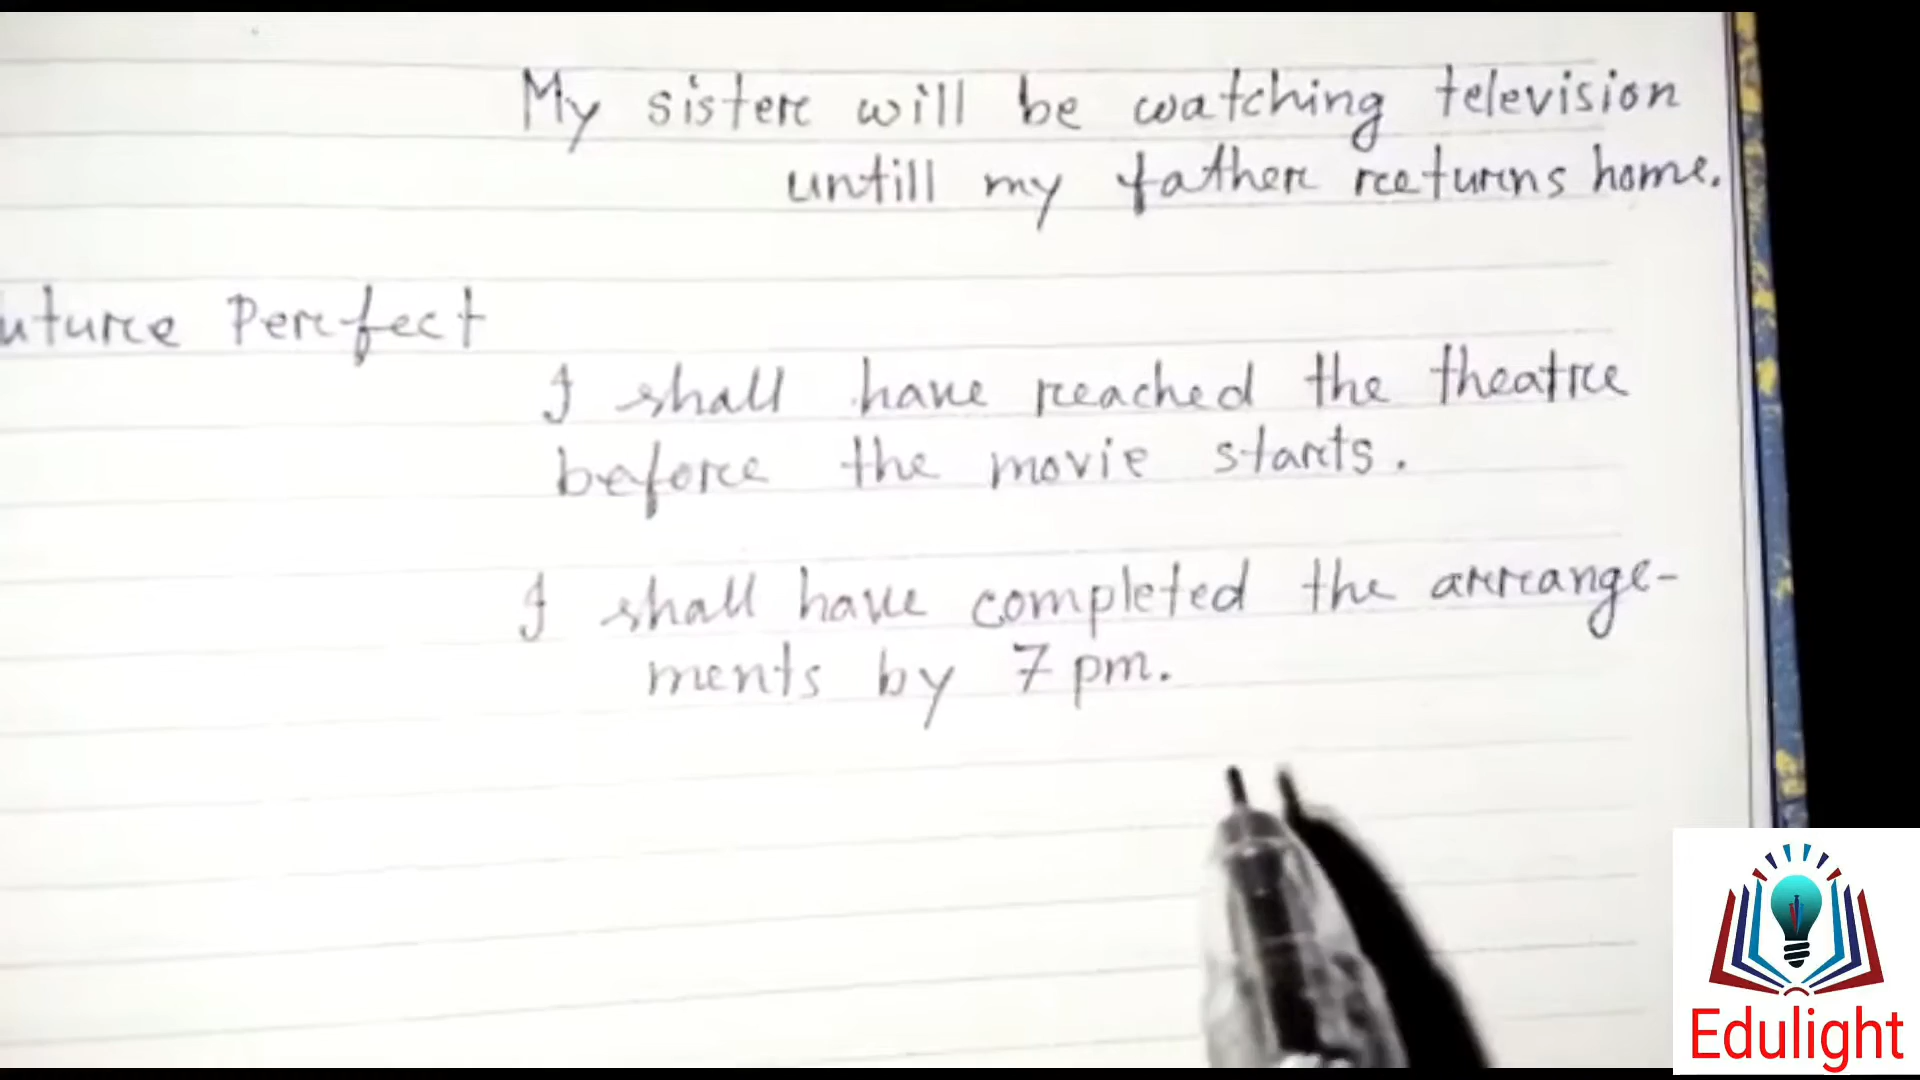 My sister will be watching television
untill my father returns home.
uture Perfect
I shall have reached the theatre
before the movie starts.
I shall have completed the arrange-
ments by 7 pm.
Edulight